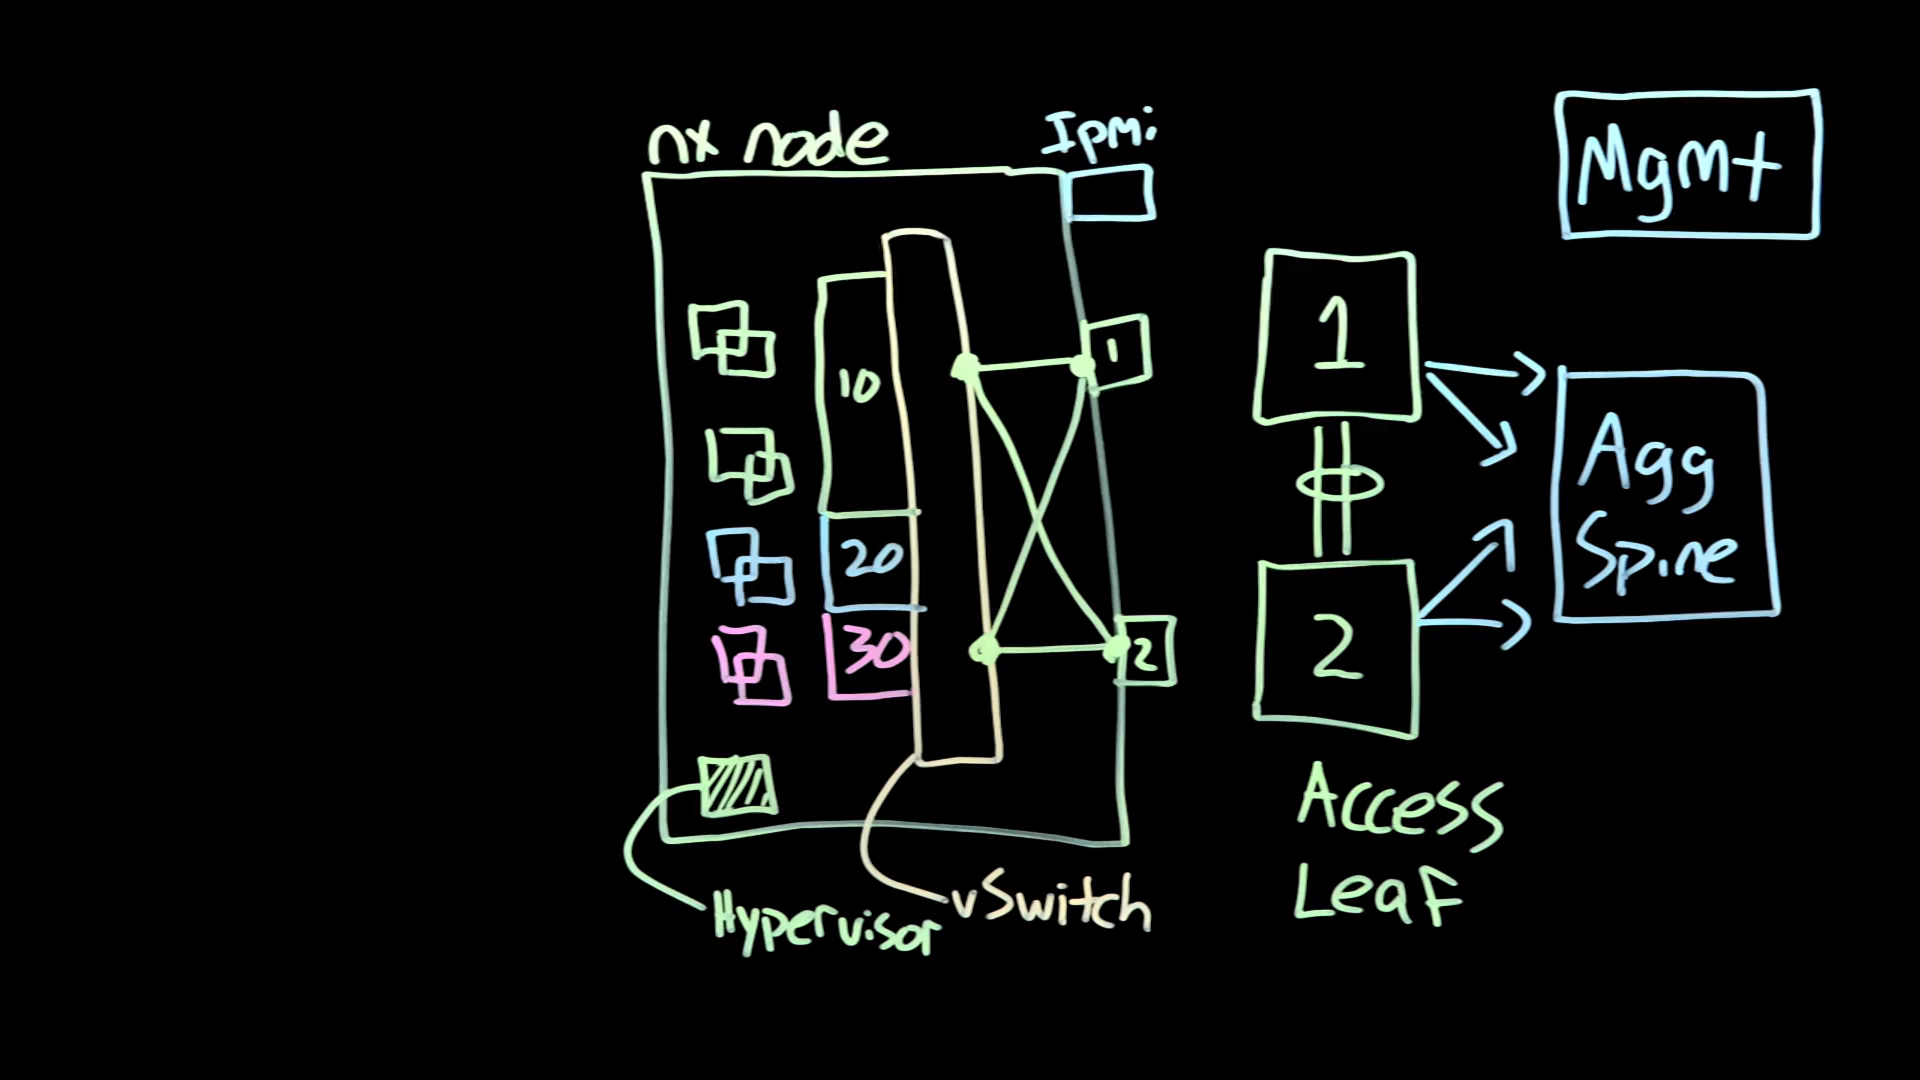 nx node
Ipmi
Mgmt
10
20
30
1
2
1
2
Agg
Spine
Access
Leaf
Hypervisor
vSwitch